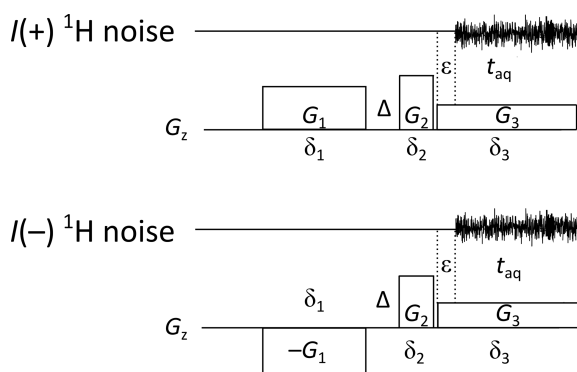 I(+) ¹H noise
ε t_aq
G_z G₁ Δ G₂ G₃
δ₁ δ₂ δ₃
I(–) ¹H noise
ε t_aq
δ₁ Δ G₂ G₃
G_z
–G₁ δ₂ δ₃